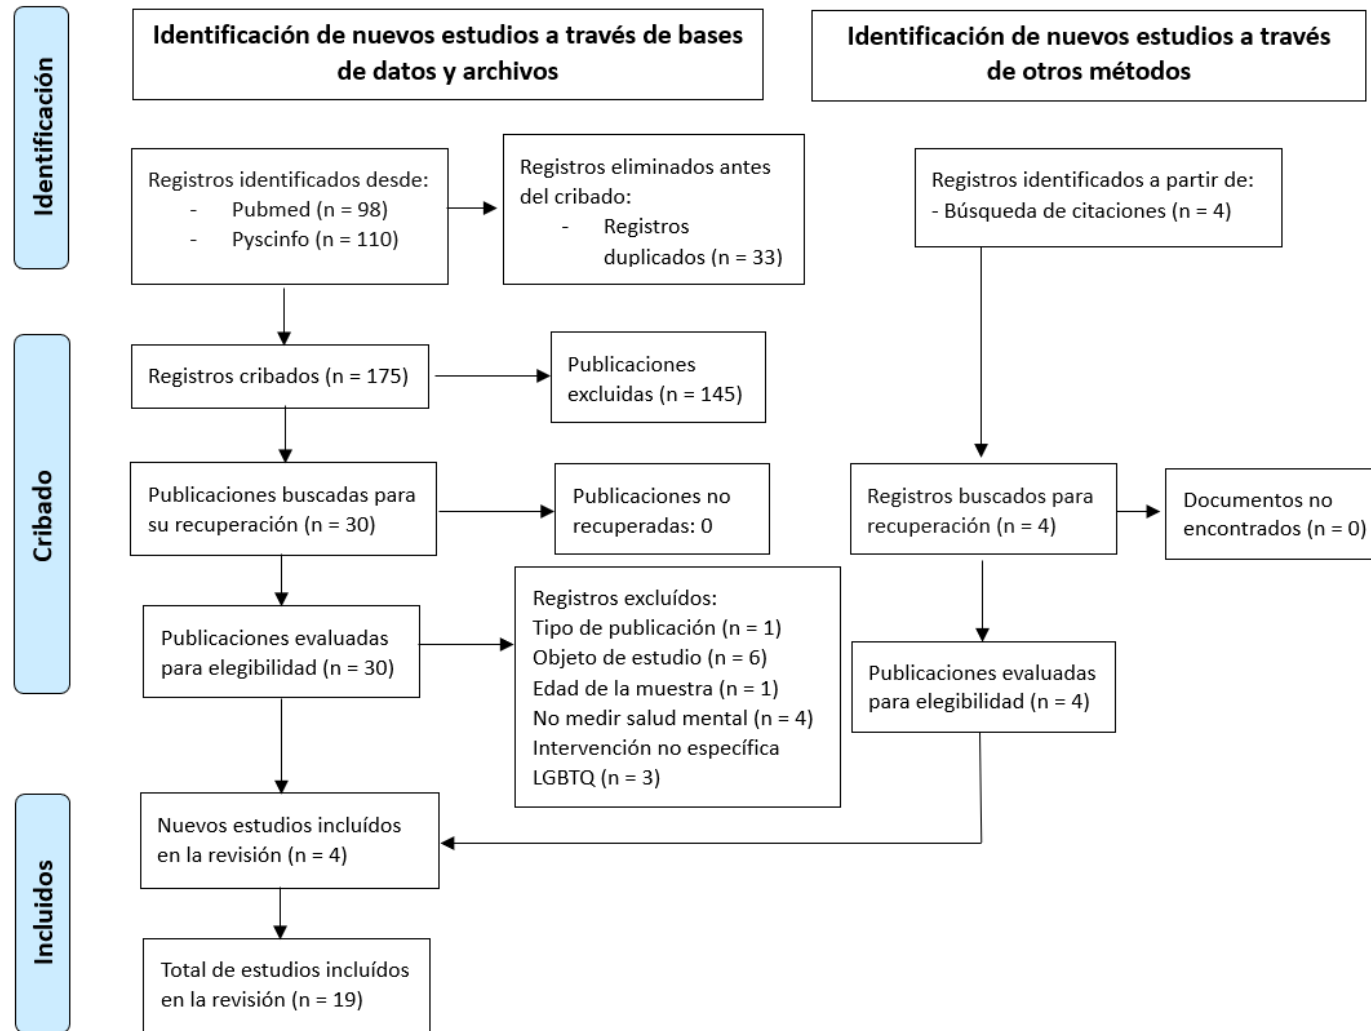 Identificación
Identificación de nuevos estudios a través de bases
de datos y archivos
Identificación de nuevos estudios a través
de otros métodos
Registros identificados desde:
- Pubmed (n = 98)
- Pyscinfo (n = 110)
Registros eliminados antes
del cribado:
- Registros
duplicados (n = 33)
Registros identificados a partir de:
- Búsqueda de citaciones (n = 4)
Cribado
Registros cribados (n = 175)
Publicaciones
excluidas (n = 145)
Publicaciones buscadas para
su recuperación (n = 30)
Publicaciones no
recuperadas: 0
Registros buscados para
recuperación (n = 4)
Documentos no
encontrados (n = 0)
Publicaciones evaluadas
para elegibilidad (n = 30)
Registros excluídos:
Tipo de publicación (n = 1)
Objeto de estudio (n = 6)
Edad de la muestra (n = 1)
No medir salud mental (n = 4)
Intervención no específica
LGBTQ (n = 3)
Publicaciones evaluadas
para elegibilidad (n = 4)
Incluidos
Nuevos estudios incluídos
en la revisión (n = 4)
Total de estudios incluídos
en la revisión (n = 19)